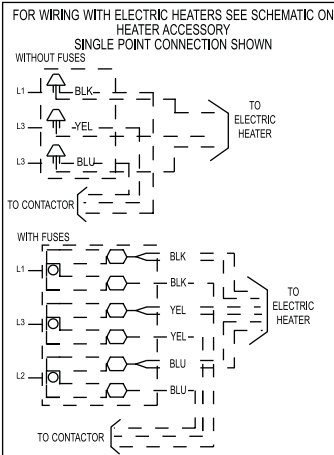 FOR WIRING WITH ELECTRIC HEATERS SEE SCHEMATIC ON
HEATER ACCESSORY
SINGLE POINT CONNECTION SHOWN
WITHOUT FUSES
L1
BLK
L3
YEL
L3
BLU
TO
ELECTRIC
HEATER
TO CONTACTOR
WITH FUSES
BLK
L1
BLK
YEL
L3
YEL
BLU
L2
BLU
TO
ELECTRIC
HEATER
TO CONTACTOR